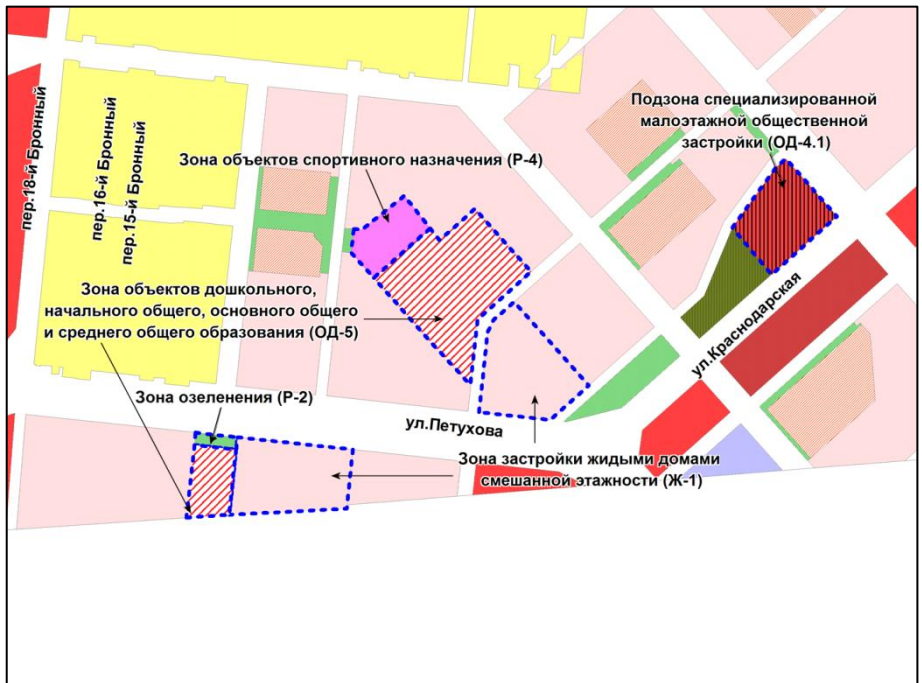 пер.18-й Бронный
пер.16-й Бронный
пер.15-й Бронный
Подзона специализированной
малоэтажной общественной
застройки (ОД-4.1)
Зона объектов спортивного назначения (Р-4)
Зона объектов дошкольного,
начального общего, основного общего
и среднего общего образования (ОД-5)
ул.Краснодарская
Зона озеленения (Р-2)
ул.Петухова
Зона застройки жидыми домами
смешанной этажности (Ж-1)